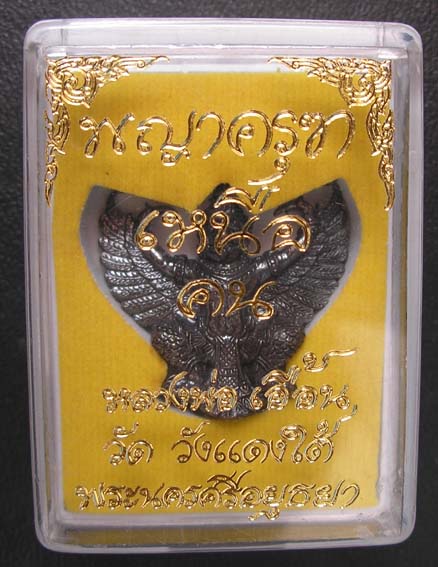 พญาครุฑ
เหนือ
คน
หลวงพ่อ เอื้อน
วัด วังแดงใต้
พระนครศรีอยุธยา